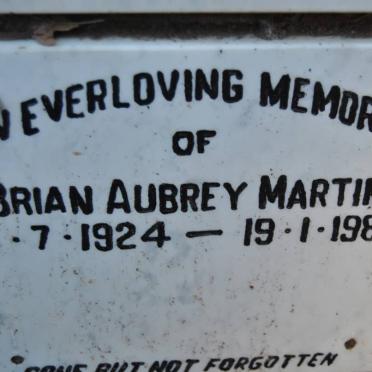 EVERLOVING MEMOR
OF
BRIAN AUBREY MARTI
7 · 1924 — 19 · 1 · 198
GONE BUT NOT FORGOTTEN